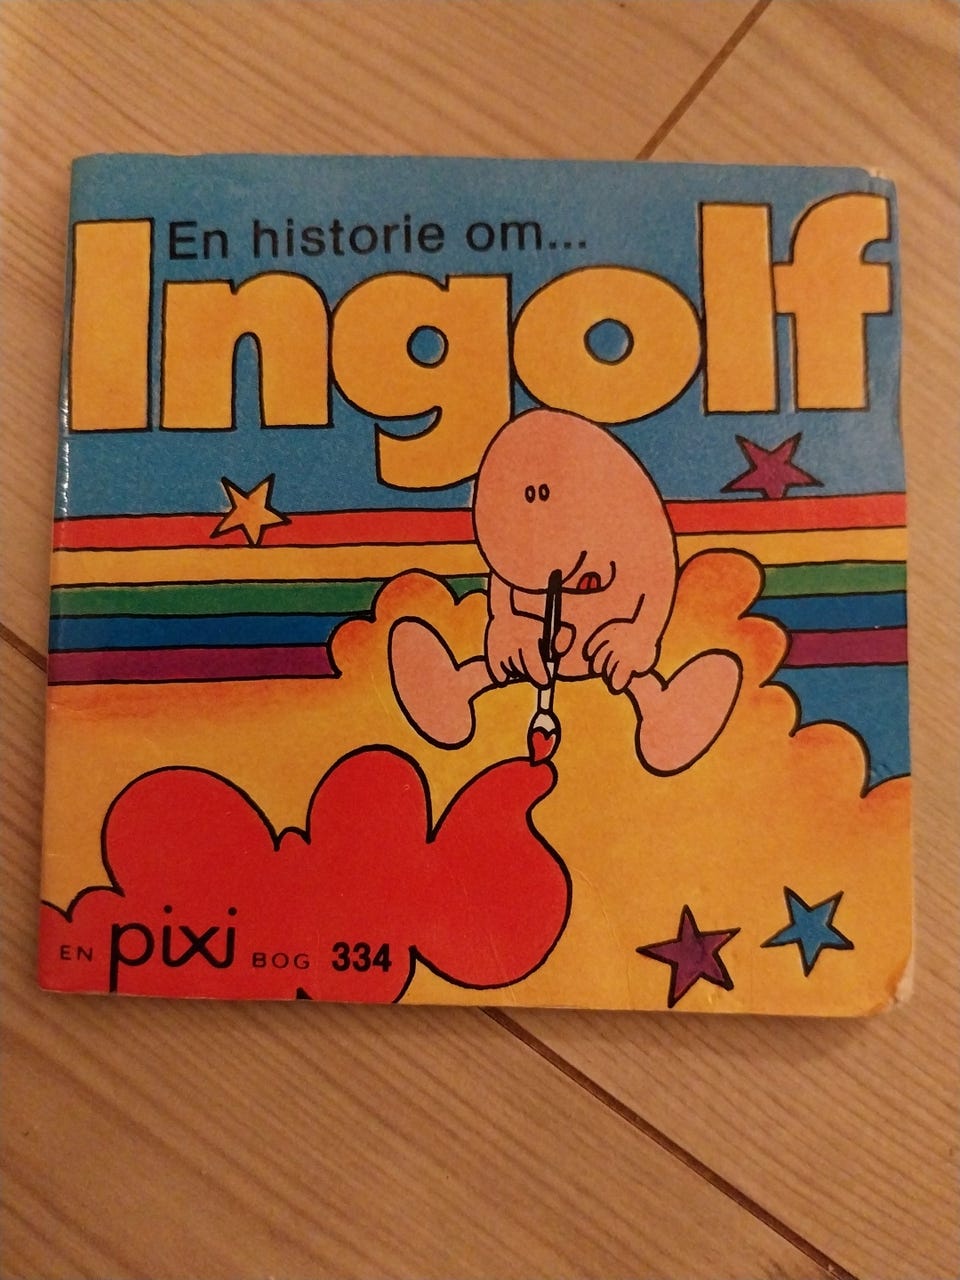 En historie om...
Ingolf
EN pixi BOG 334